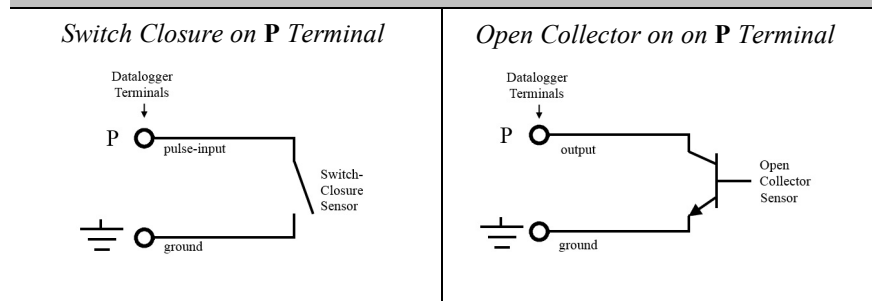 Switch Closure on P Terminal
Datalogger
Terminals
P
pulse-input
Switch-
Closure
Sensor
ground
Open Collector on on P Terminal
Datalogger
Terminals
P
output
Open
Collector
Sensor
ground